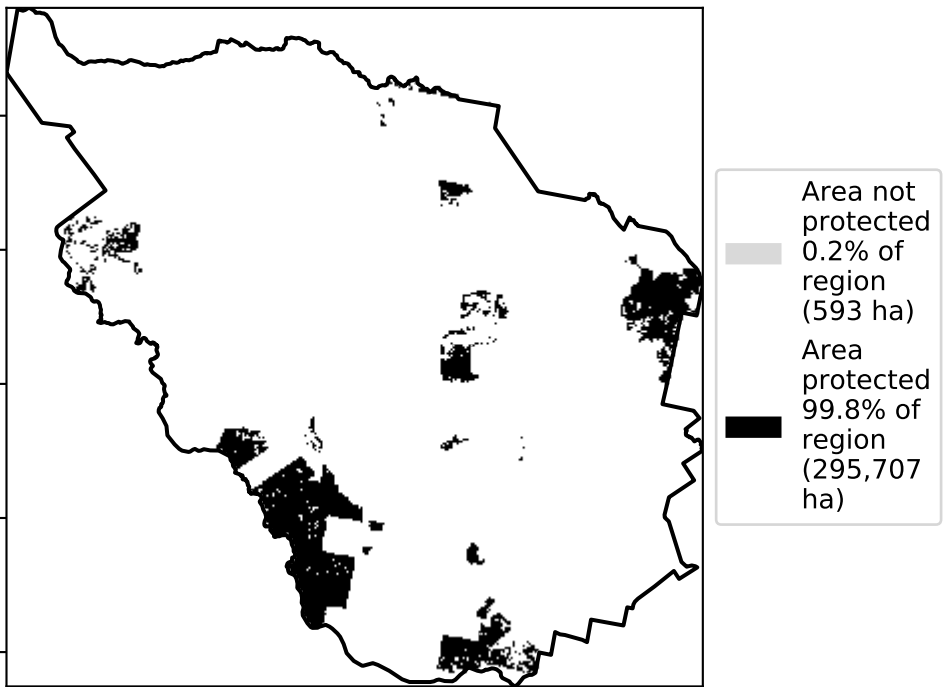 Area not
protected
0.2% of
region
(593 ha)
Area
protected
99.8% of
region
(295,707
ha)